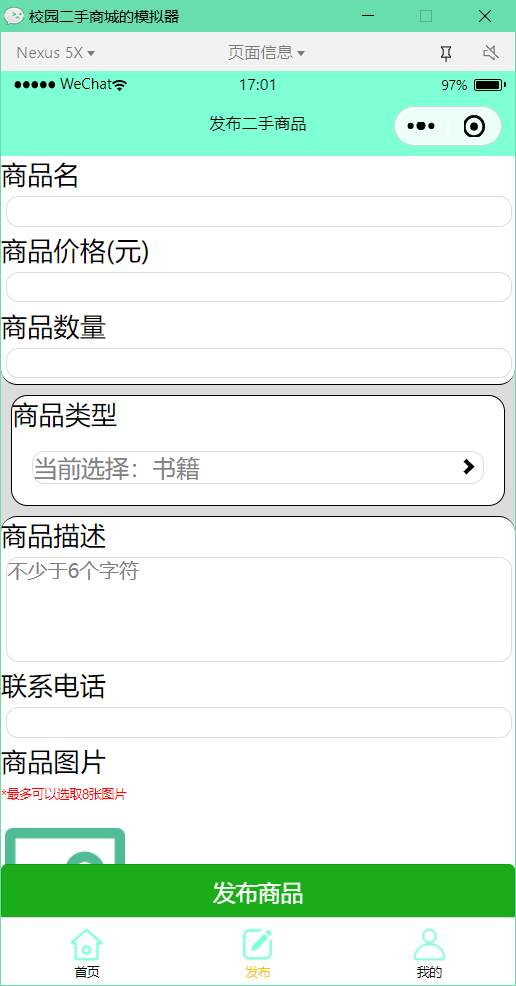 校园二手商城的模拟器
Nexus 5X
页面信息
WeChat
17:01
97%
发布二手商品
商品名
商品价格(元)
商品数量
商品类型
当前选择：书籍
商品描述
不少于6个字符
联系电话
商品图片
*最多可以选取8张图片
发布商品
首页
发布
我的